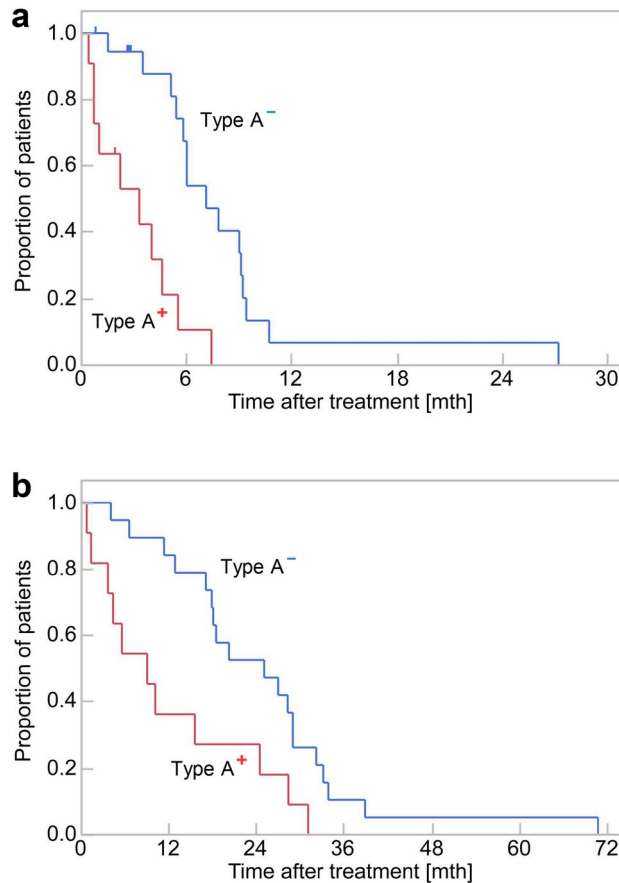 a
1.0
0.8
0.6
0.4
0.2
0.0
Proportion of patients
Type A⁻
Type A⁺
0 6 12 18 24 30
Time after treatment [mth]
b
1.0
0.8
0.6
0.4
0.2
0.0
Proportion of patients
Type A⁻
Type A⁺
0 12 24 36 48 60 72
Time after treatment [mth]